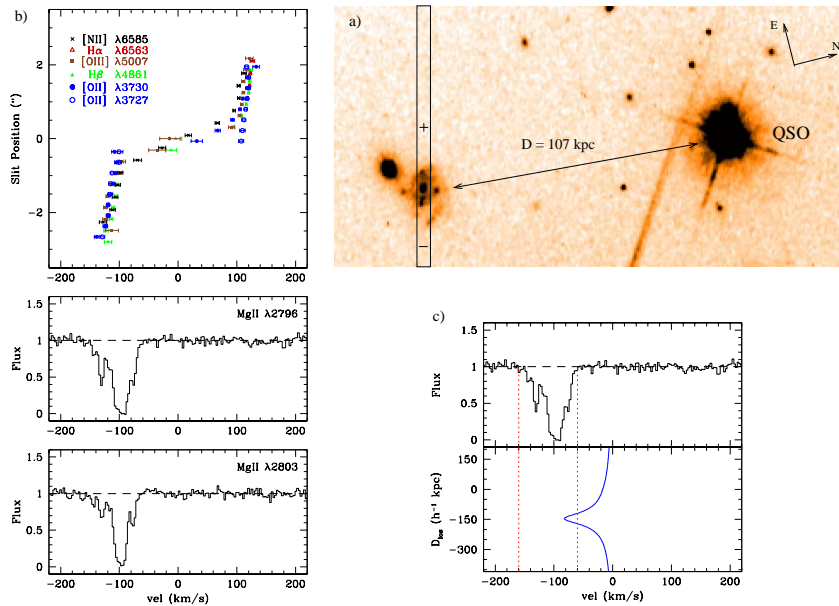 b)
× [NII] λ6585
△ Hα λ6563
■ [OIII] λ5007
▲ Hβ λ4861
● [OII] λ3730
○ [OII] λ3727
Slit Position (")
2
0
−2
−200 −100 0 100 200
MgII λ2796
Flux
1.5
1
0.5
0
−200 −100 0 100 200
MgII λ2803
Flux
1.5
1
0.5
0
−200 −100 0 100 200
vel (km/s)
a)
E
N
+
−
D = 107 kpc
QSO
c)
Flux
1.5
1
0.5
0
D_los (h⁻¹ kpc)
150
0
−150
−300
−200 −100 0 100 200
vel (km/s)